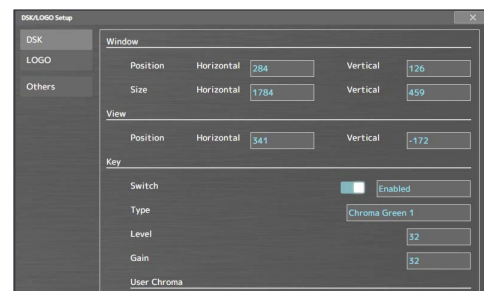 DSK/LOGO Setup
DSK
LOGO
Others
Window
Position Horizontal 284 Vertical 126
Size Horizontal 1784 Vertical 459
View
Position Horizontal 341 Vertical -172
Key
Switch Enabled
Type Chroma Green 1
Level 32
Gain 32
User Chroma